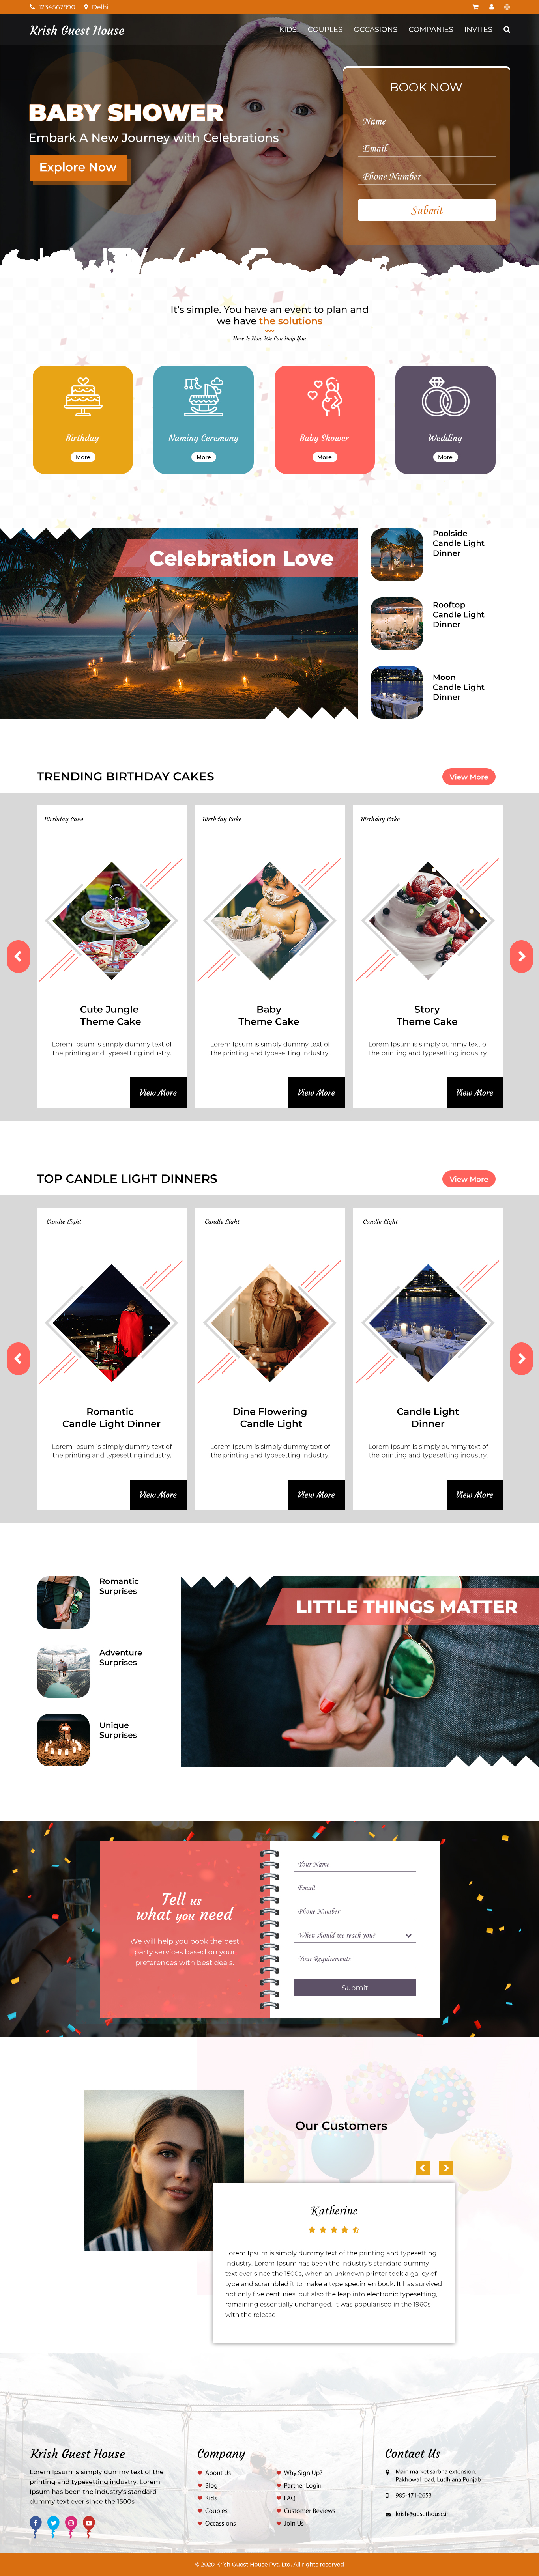 1234567890 Delhi
Krish Guest House
KIDS COUPLES OCCASIONS COMPANIES INVITES
BABY SHOWER
Embark A New Journey with Celebrations
Explore Now
BOOK NOW
Name
Email
Phone Number
Submit
It's simple. You have an event to plan and
we have the solutions
Here Is How We Can Help You
Birthday
More
Naming Ceremony
More
Baby Shower
More
Wedding
More
Celebration Love
Poolside
Candle Light
Dinner
Rooftop
Candle Light
Dinner
Moon
Candle Light
Dinner
TRENDING BIRTHDAY CAKES
View More
Birthday Cake
Cute Jungle
Theme Cake
Lorem Ipsum is simply dummy text of
the printing and typesetting industry.
View More
Birthday Cake
Baby
Theme Cake
Lorem Ipsum is simply dummy text of
the printing and typesetting industry.
View More
Birthday Cake
Story
Theme Cake
Lorem Ipsum is simply dummy text of
the printing and typesetting industry.
View More
TOP CANDLE LIGHT DINNERS
View More
Candle Light
Romantic
Candle Light Dinner
Lorem Ipsum is simply dummy text of
the printing and typesetting industry.
View More
Candle Light
Dine Flowering
Candle Light
Lorem Ipsum is simply dummy text of
the printing and typesetting industry.
View More
Candle Light
Candle Light
Dinner
Lorem Ipsum is simply dummy text of
the printing and typesetting industry.
View More
Romantic
Surprises
Adventure
Surprises
Unique
Surprises
LITTLE THINGS MATTER
Tell us
what you need
We will help you book the best
party services based on your
preferences with best deals.
Your Name
Email
Phone Number
When should we reach you?
Your Requirements
Submit
Our Customers
Katherine
Lorem Ipsum is simply dummy text of the printing and typesetting
industry. Lorem Ipsum has been the industry's standard dummy
text ever since the 1500s, when an unknown printer took a galley of
type and scrambled it to make a type specimen book. It has survived
not only five centuries, but also the leap into electronic typesetting,
remaining essentially unchanged. It was popularised in the 1960s
with the release
Krish Guest House
Lorem Ipsum is simply dummy text of the
printing and typesetting industry. Lorem
Ipsum has been the industry's standard
dummy text ever since the 1500s
Company
About Us
Blog
Kids
Couples
Occassions
Why Sign Up?
Partner Login
FAQ
Customer Reviews
Join Us
Contact Us
Main market sarbha extension,
Pakhowal road, Ludhiana Punjab
985-471-2653
krish@gusethouse.in
© 2020 Krish Guest House Pvt. Ltd. All rights reserved